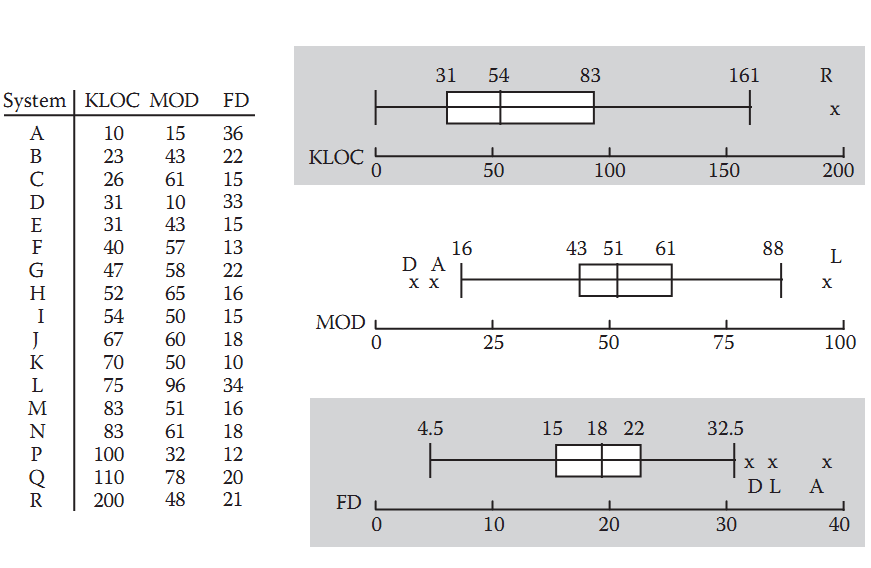 System KLOC MOD FD
A 10 15 36
B 23 43 22
C 26 61 15
D 31 10 33
E 31 43 15
F 40 57 13
G 47 58 22
H 52 65 16
I 54 50 15
J 67 60 18
K 70 50 10
L 75 96 34
M 83 51 16
N 83 61 18
P 100 32 12
Q 110 78 20
R 200 48 21
31 54 83 161 R
x
KLOC
0 50 100 150 200
16 43 51 61 88 L
D A
x x x
MOD
0 25 50 75 100
4.5 15 18 22 32.5
x x x
D L A
FD
0 10 20 30 40